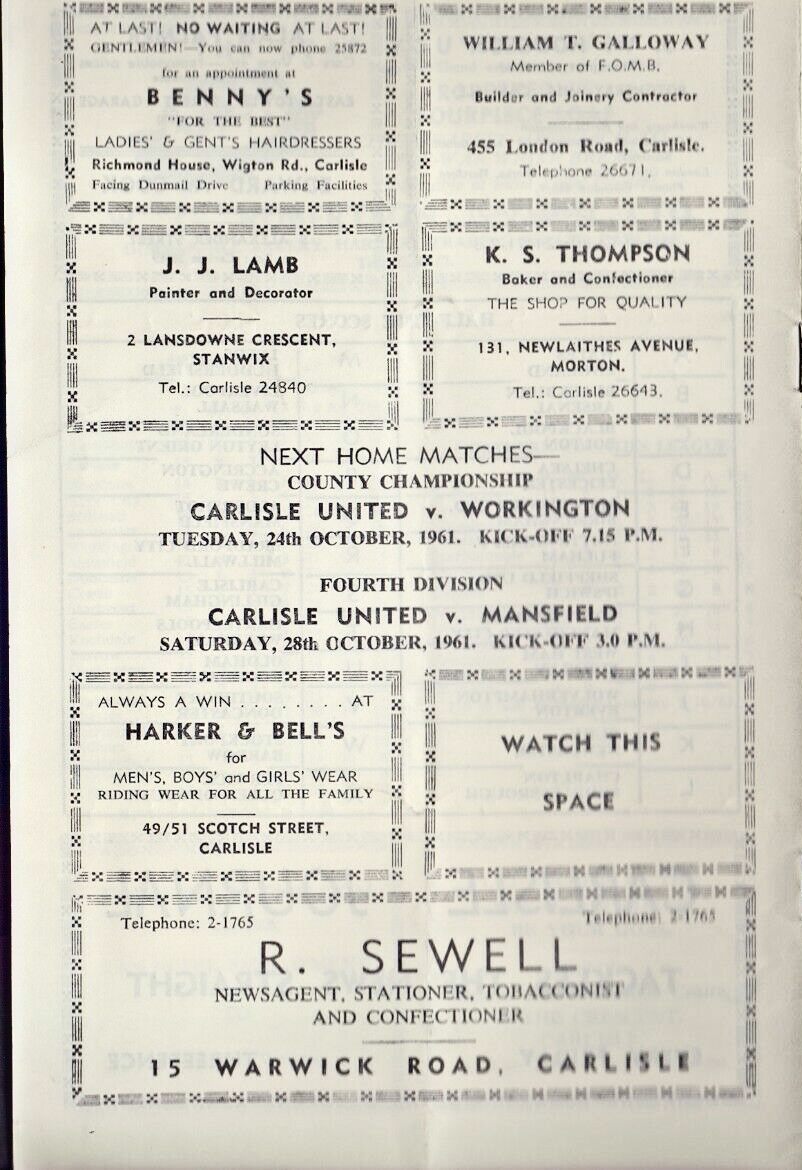 AT LAST! NO WAITING AT LAST!
GENTLEMEN! You can now phone 25872
for an appointment at
BENNY'S
"FOR THE BEST"
LADIES' & GENT'S HAIRDRESSERS
Richmond House, Wigton Rd., Carlisle
Facing Dunmail Drive Parking Facilities
WILLIAM T. GALLOWAY
Member of F.O.M.B.
Builder and Joinery Contractor
455 London Road, Carlisle.
Telephone 26671.
J. J. LAMB
Painter and Decorator
2 LANSDOWNE CRESCENT,
STANWIX
Tel.: Carlisle 24840
K. S. THOMPSON
Baker and Confectioner
THE SHOP FOR QUALITY
131, NEWLAITHES AVENUE,
MORTON.
Tel.: Carlisle 26643.
NEXT HOME MATCHES—
COUNTY CHAMPIONSHIP
CARLISLE UNITED v. WORKINGTON
TUESDAY, 24th OCTOBER, 1961. KICK-OFF 7.15 P.M.
FOURTH DIVISION
CARLISLE UNITED v. MANSFIELD
SATURDAY, 28th OCTOBER, 1961. KICK-OFF 3.0 P.M.
ALWAYS A WIN . . . . . . . . AT
HARKER & BELL'S
for
MEN'S, BOYS' and GIRLS' WEAR
RIDING WEAR FOR ALL THE FAMILY
49/51 SCOTCH STREET,
CARLISLE
WATCH THIS
SPACE
Telephone: 2-1765 Telephone: 2-1765
R. SEWELL
NEWSAGENT, STATIONER, TOBACCONIST
AND CONFECTIONER
15 WARWICK ROAD, CARLISLE